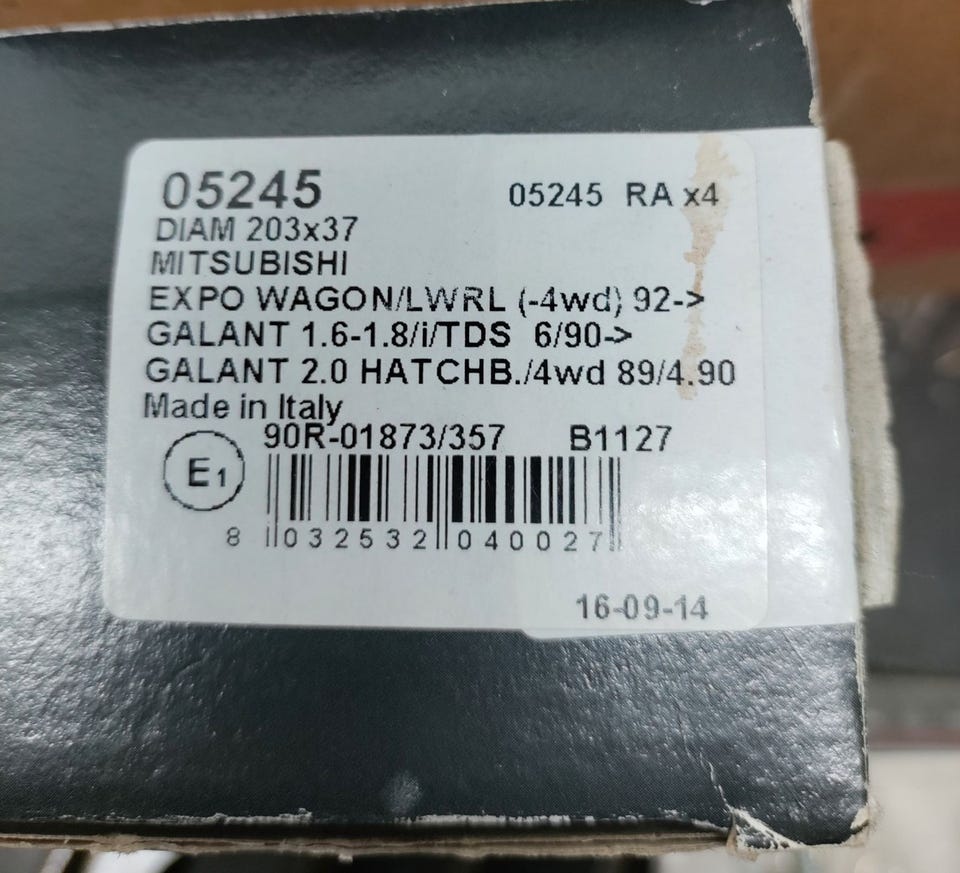 05245
05245 RA x4
DIAM 203x37
MITSUBISHI
EXPO WAGON/LWRL (-4wd) 92->
GALANT 1.6-1.8/i/TDS 6/90->
GALANT 2.0 HATCHB./4wd 89/4.90
Made in Italy
90R-01873/357 B1127
E1
8 032532 040027
16-09-14